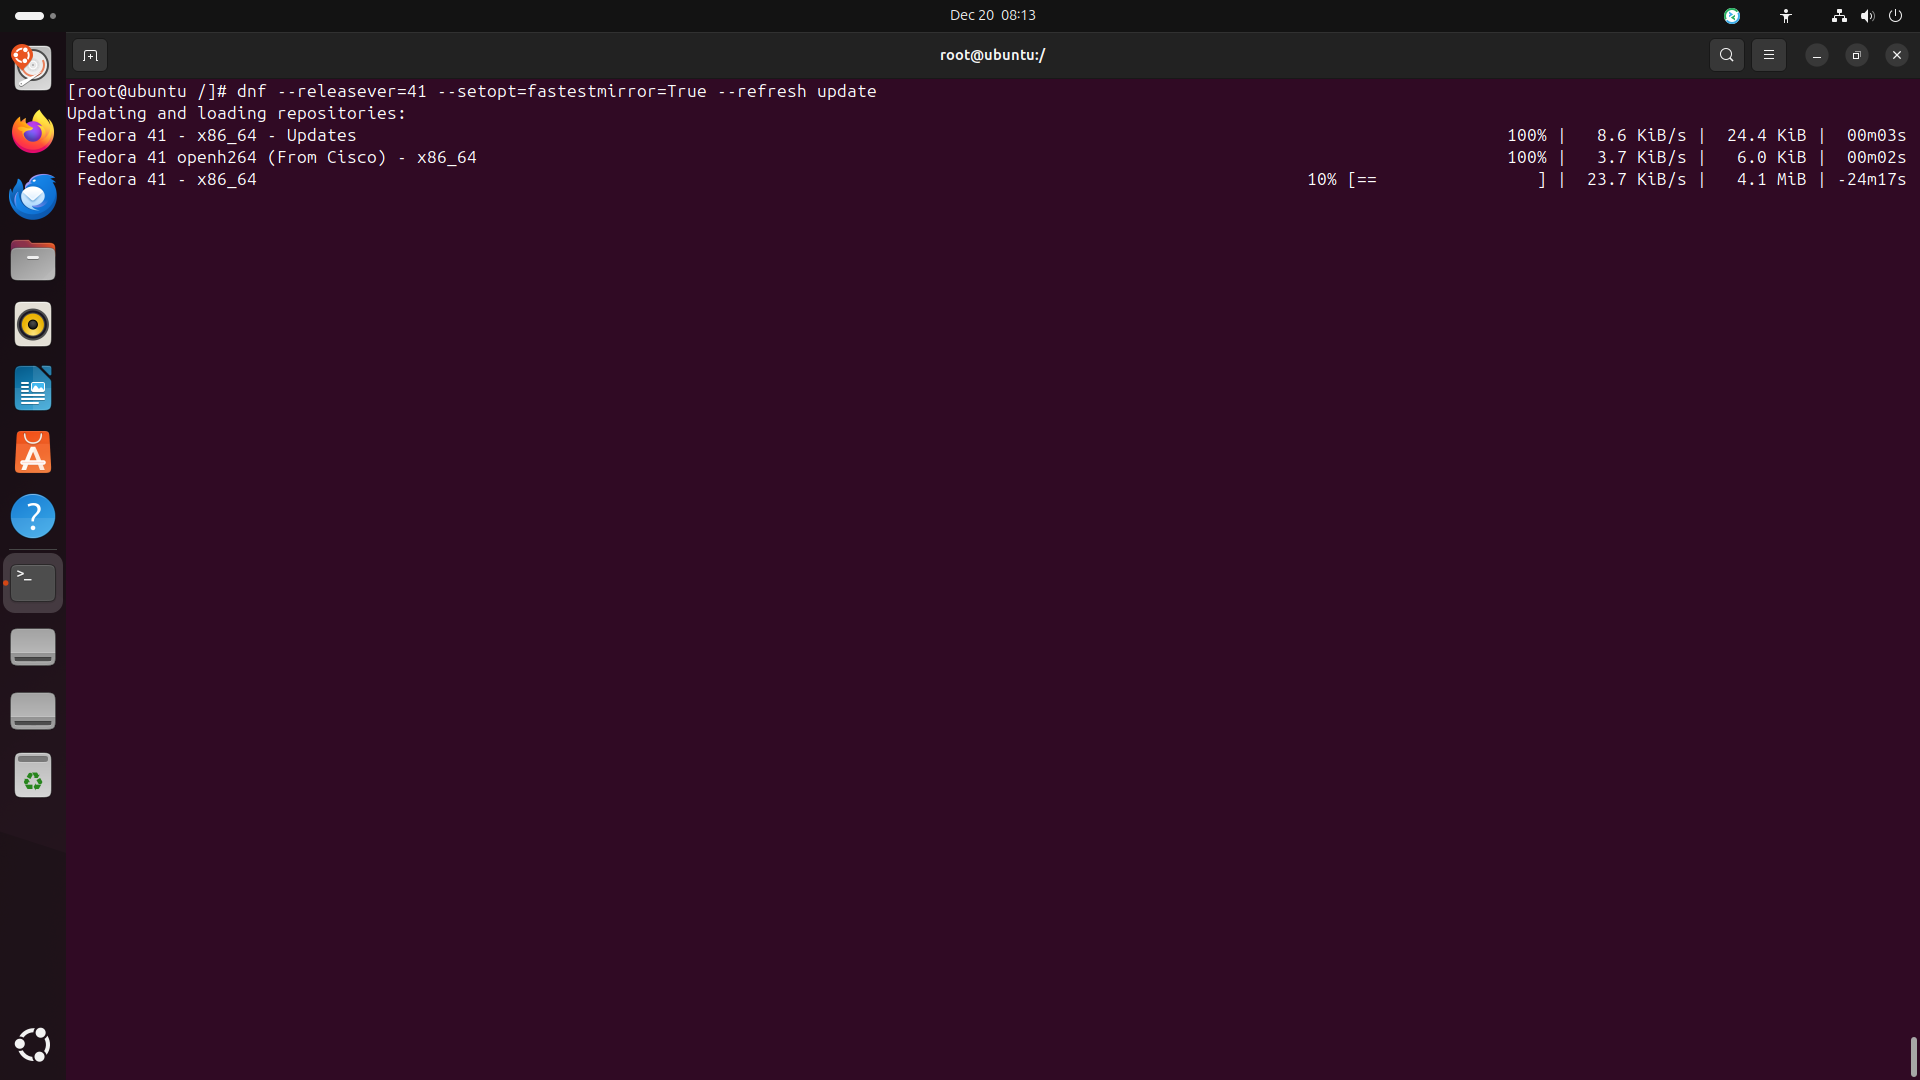 Dec 20 08:13
root@ubuntu:/
[root@ubuntu /]# dnf --releasever=41 --setopt=fastestmirror=True --refresh update
Updating and loading repositories:
Fedora 41 - x86_64 - Updates 100% | 8.6 KiB/s | 24.4 KiB | 00m03s
Fedora 41 openh264 (From Cisco) - x86_64 100% | 3.7 KiB/s | 6.0 KiB | 00m02s
Fedora 41 - x86_64 10% [== ] | 23.7 KiB/s | 4.1 MiB | -24m17s